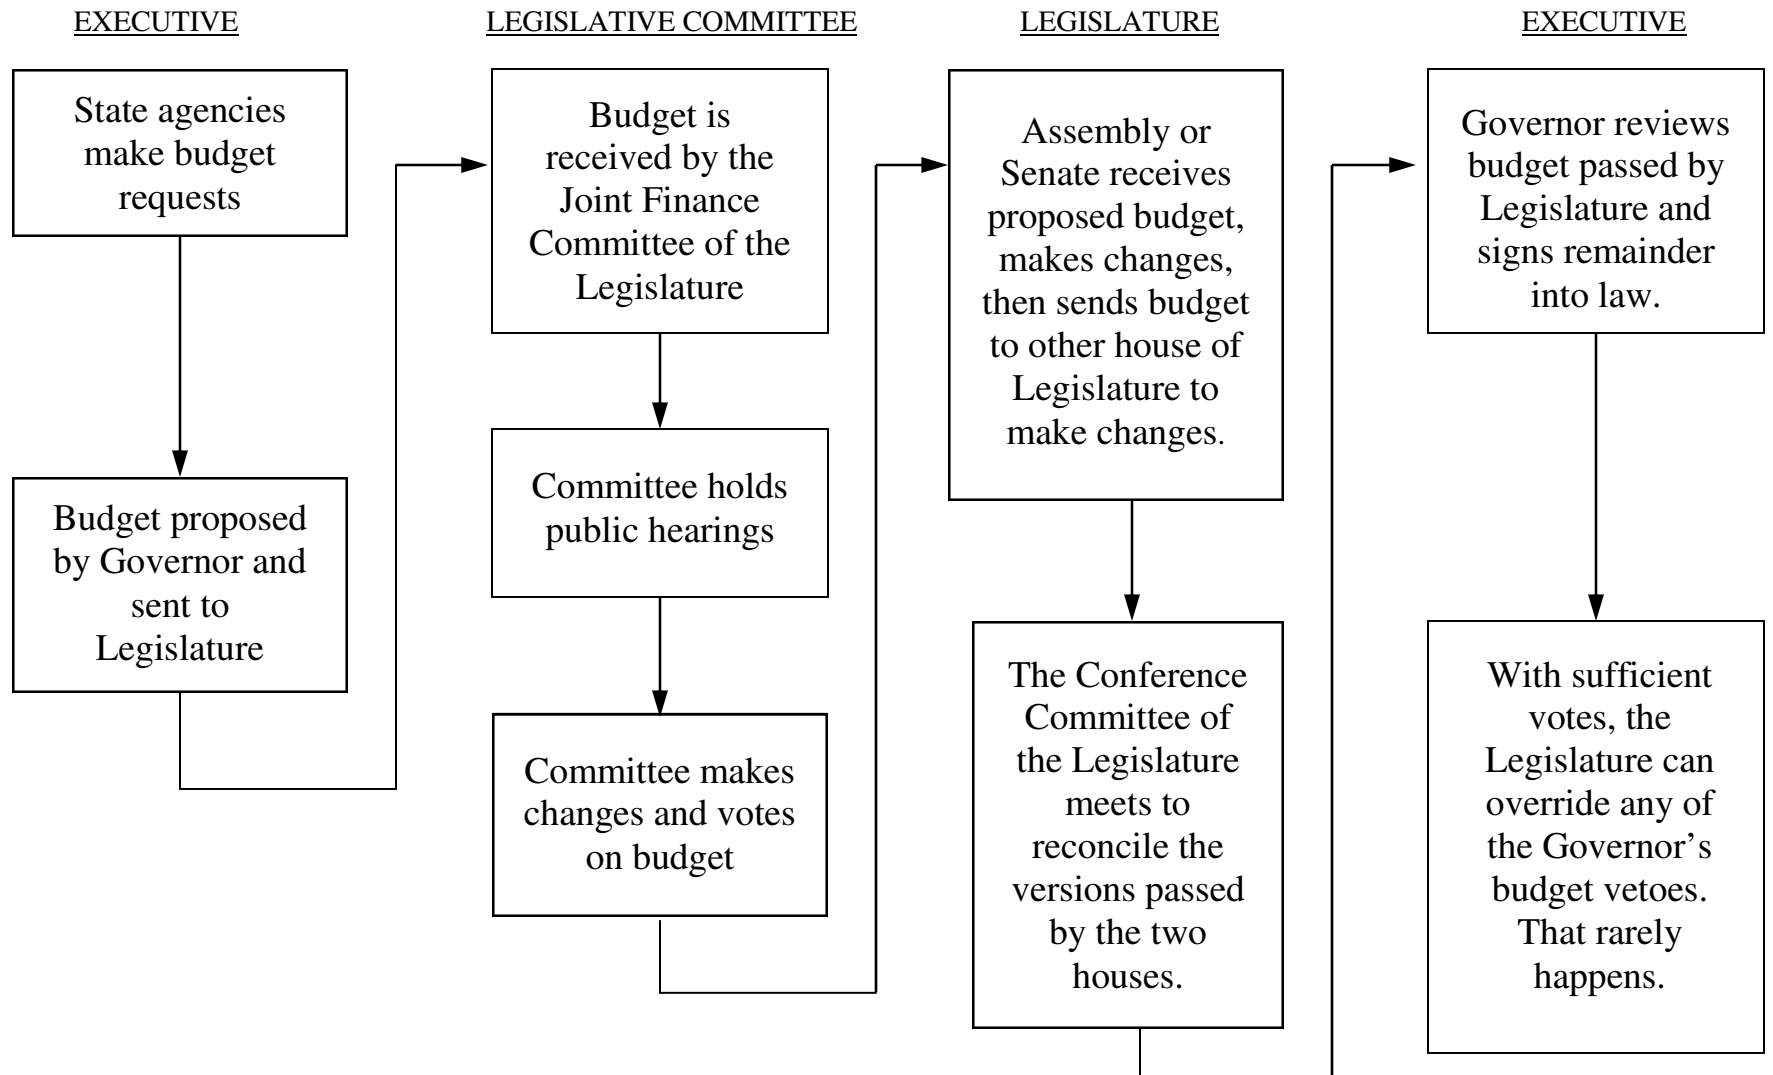 EXECUTIVE
State agencies
make budget
requests
Budget proposed
by Governor and
sent to
Legislature
LEGISLATIVE COMMITTEE
Budget is
received by the
Joint Finance
Committee of the
Legislature
Committee holds
public hearings
Committee makes
changes and votes
on budget
LEGISLATURE
Assembly or
Senate receives
proposed budget,
makes changes,
then sends budget
to other house of
Legislature to
make changes.
The Conference
Committee of
the Legislature
meets to
reconcile the
versions passed
by the two
houses.
EXECUTIVE
Governor reviews
budget passed by
Legislature and
signs remainder
into law.
With sufficient
votes, the
Legislature can
override any of
the Governor’s
budget vetoes.
That rarely
happens.